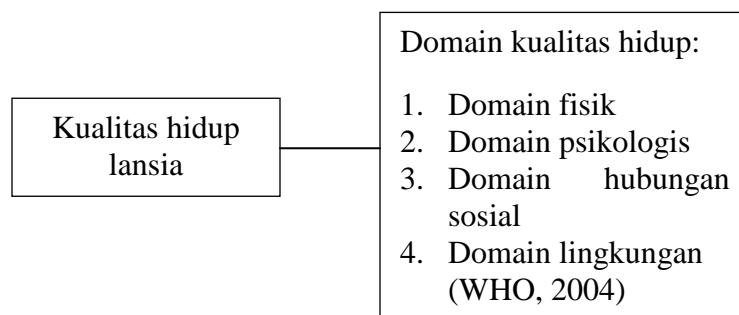 Kualitas hidup
lansia
Domain kualitas hidup:
1. Domain fisik
2. Domain psikologis
3. Domain hubungan
sosial
4. Domain lingkungan
(WHO, 2004)